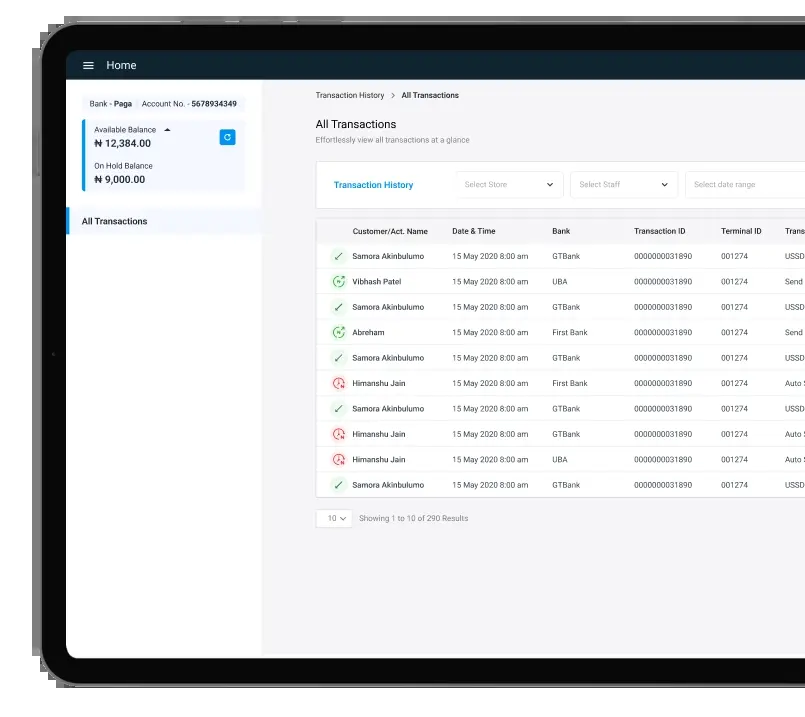 Home
Bank - Paga Account No. - 5678934349
Available Balance
₦ 12,384.00
On Hold Balance
₦ 9,000.00
All Transactions
Transaction History > All Transactions
All Transactions
Effortlessly view all transactions at a glance
Transaction History Select Store Select Staff Select date range
Customer/Act. Name Date & Time Bank Transaction ID Terminal ID Trans
Samora Akinbulumo 15 May 2020 8:00 am GTBank 0000000031890 001274 USSD
Vibhash Patel 15 May 2020 8:00 am UBA 0000000031890 001274 Send
Samora Akinbulumo 15 May 2020 8:00 am GTBank 0000000031890 001274 USSD
Abreham 15 May 2020 8:00 am First Bank 0000000031890 001274 Send
Samora Akinbulumo 15 May 2020 8:00 am GTBank 0000000031890 001274 USSD
Himanshu Jain 15 May 2020 8:00 am First Bank 0000000031890 001274 Auto
Samora Akinbulumo 15 May 2020 8:00 am GTBank 0000000031890 001274 USSD
Himanshu Jain 15 May 2020 8:00 am GTBank 0000000031890 001274 Auto
Himanshu Jain 15 May 2020 8:00 am UBA 0000000031890 001274 Auto
Samora Akinbulumo 15 May 2020 8:00 am GTBank 0000000031890 001274 USSD
10 Showing 1 to 10 of 290 Results